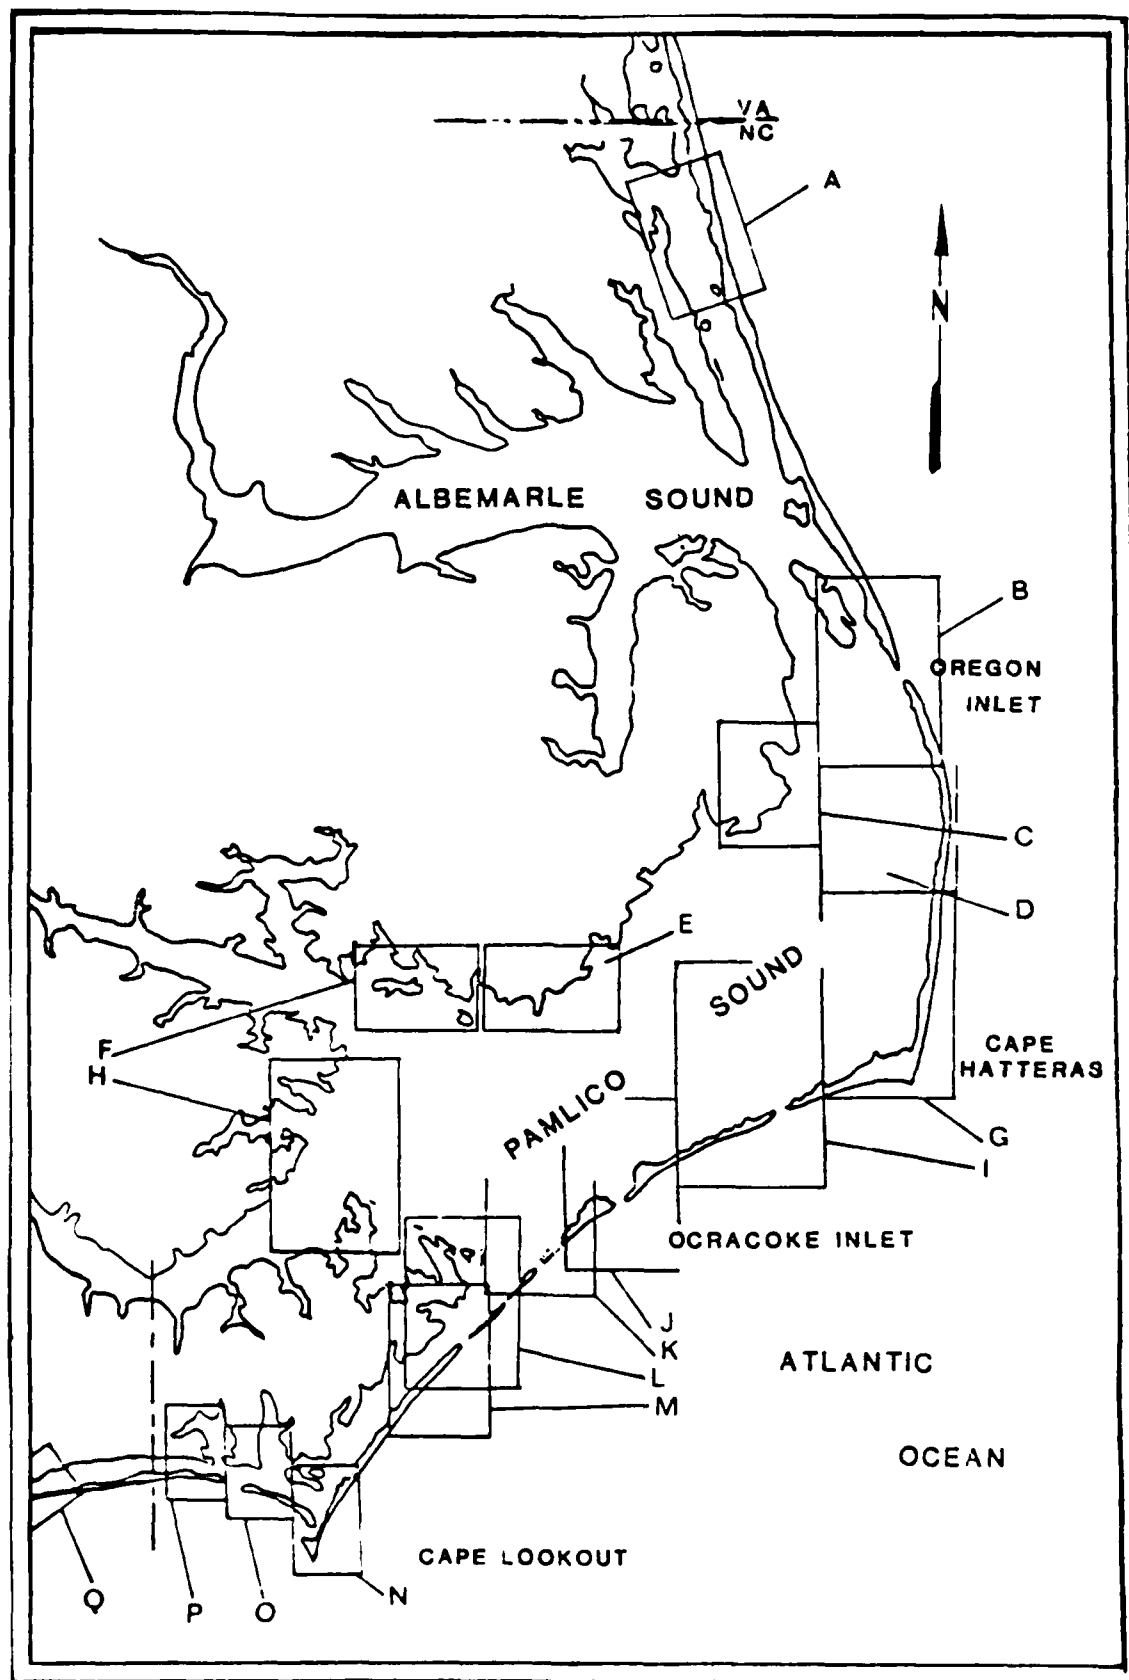 VA
NC
A
N
ALBEMARLE SOUND
B
OREGON
INLET
C
D
E
SOUND
F
H
CAPE
HATTERAS
PAMLICO
G
I
OCRACOKE INLET
J
K
L
M
ATLANTIC
OCEAN
CAPE LOOKOUT
N
O
P
Q